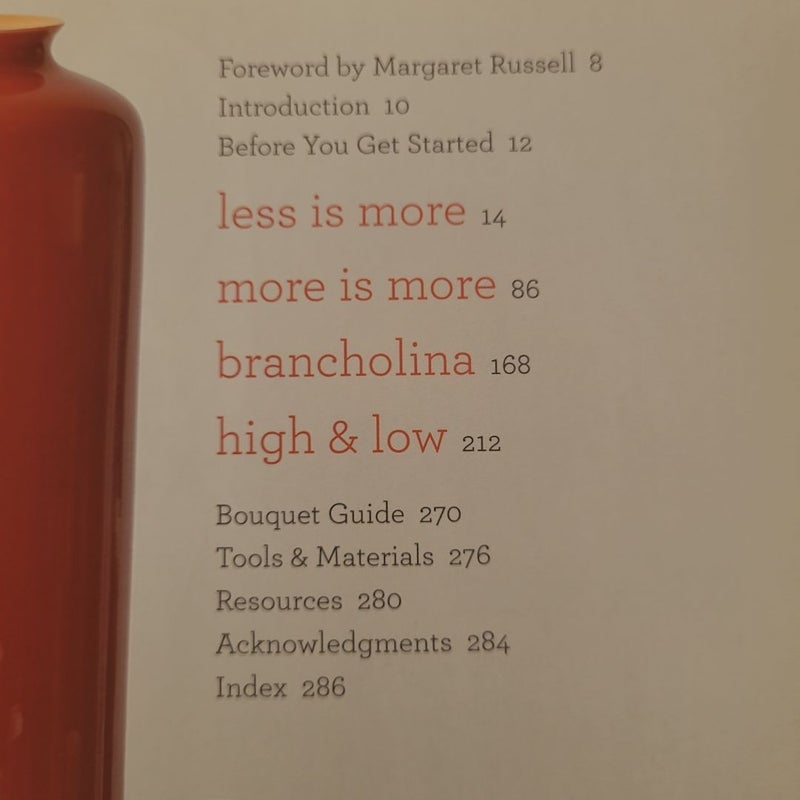 Foreword by Margaret Russell 8
Introduction 10
Before You Get Started 12
less is more 14
more is more 86
brancholina 168
high & low 212
Bouquet Guide 270
Tools & Materials 276
Resources 280
Acknowledgments 284
Index 286